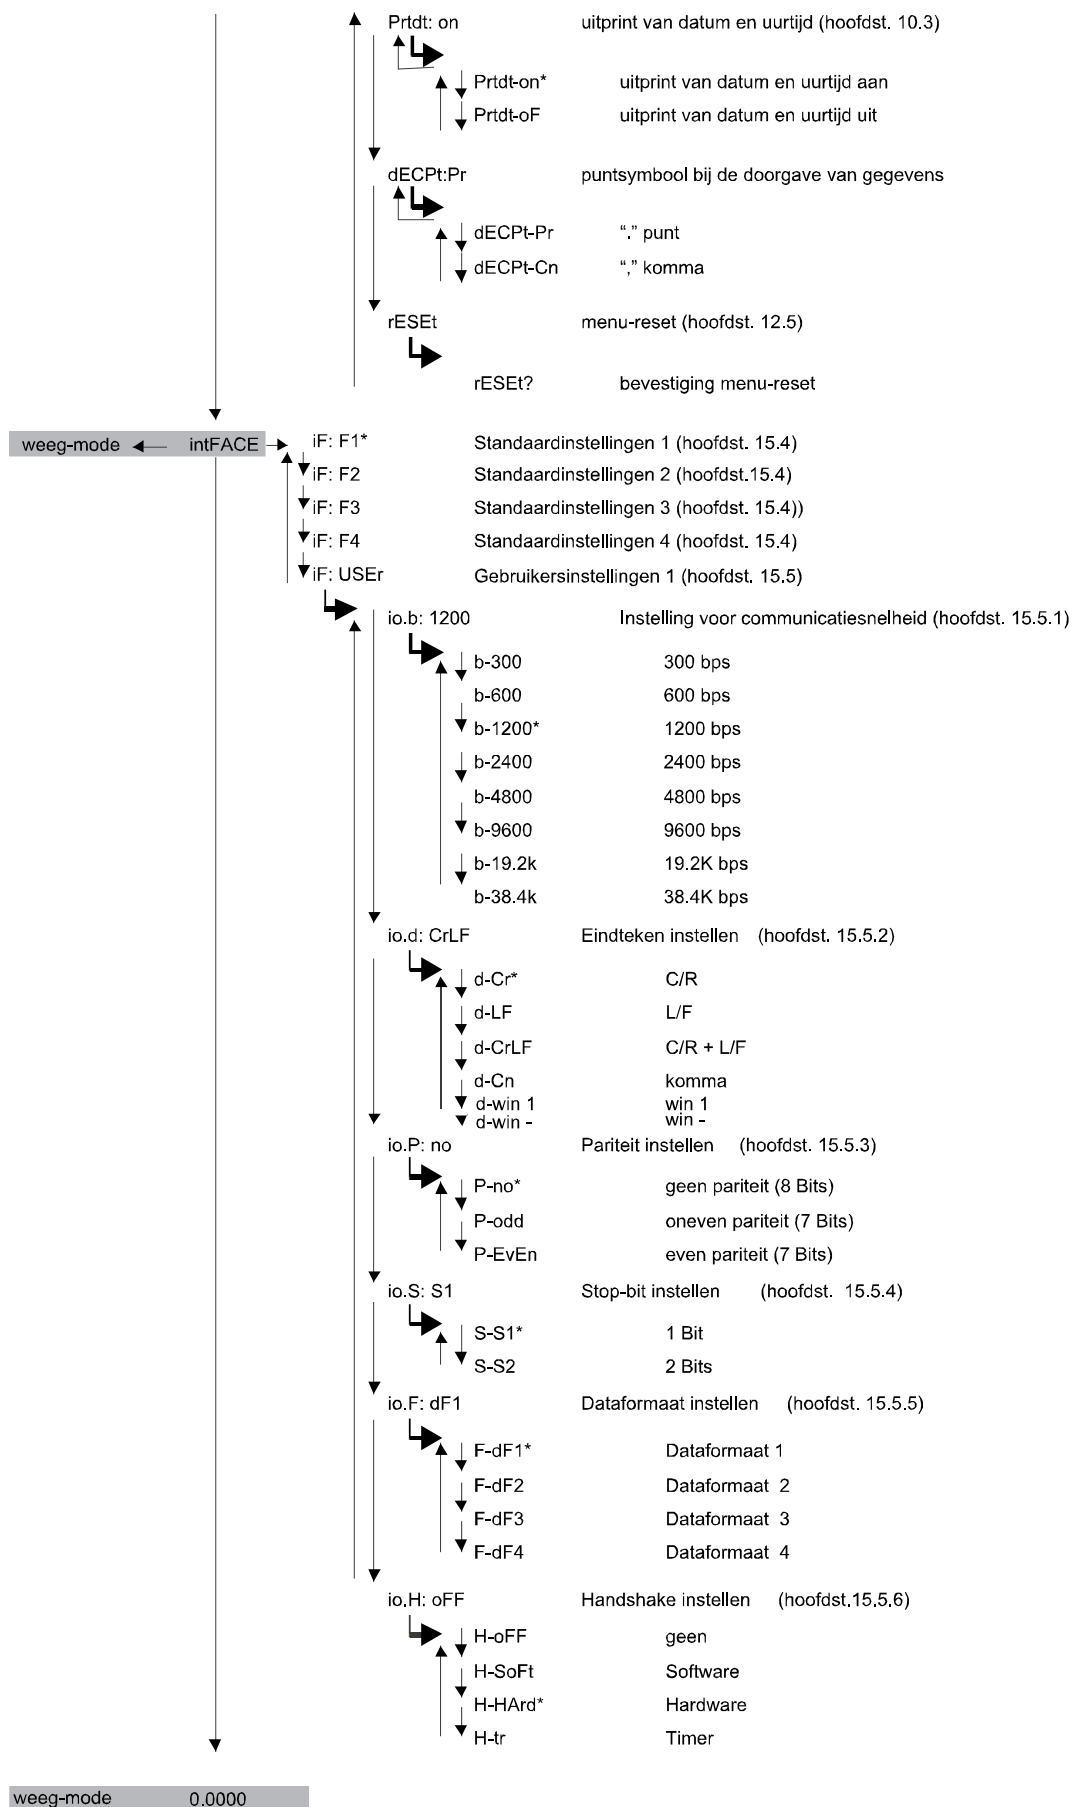 Prtdt: on uitprint van datum en uurtijd (hoofdst. 10.3)
Prtdt-on* uitprint van datum en uurtijd aan
Prtdt-oF uitprint van datum en uurtijd uit
dECPt:Pr puntsymbool bij de doorgave van gegevens
dECPt-Pr “.” punt
dECPt-Cn “,” komma
rESEt menu-reset (hoofdst. 12.5)
rESEt? bevestiging menu-reset
weeg-mode intFACE iF: F1* Standaardinstellingen 1 (hoofdst. 15.4)
iF: F2 Standaardinstellingen 2 (hoofdst.15.4)
iF: F3 Standaardinstellingen 3 (hoofdst. 15.4))
iF: F4 Standaardinstellingen 4 (hoofdst. 15.4)
iF: USEr Gebruikersinstellingen 1 (hoofdst. 15.5)
io.b: 1200 Instelling voor communicatiesnelheid (hoofdst. 15.5.1)
b-300 300 bps
b-600 600 bps
b-1200* 1200 bps
b-2400 2400 bps
b-4800 4800 bps
b-9600 9600 bps
b-19.2k 19.2K bps
b-38.4k 38.4K bps
io.d: CrLF Eindteken instellen (hoofdst. 15.5.2)
d-Cr* C/R
d-LF L/F
d-CrLF C/R + L/F
d-Cn komma
d-win 1 win 1
d-win - win -
io.P: no Pariteit instellen (hoofdst. 15.5.3)
P-no* geen pariteit (8 Bits)
P-odd oneven pariteit (7 Bits)
P-EvEn even pariteit (7 Bits)
io.S: S1 Stop-bit instellen (hoofdst. 15.5.4)
S-S1* 1 Bit
S-S2 2 Bits
io.F: dF1 Dataformaat instellen (hoofdst. 15.5.5)
F-dF1* Dataformaat 1
F-dF2 Dataformaat 2
F-dF3 Dataformaat 3
F-dF4 Dataformaat 4
io.H: oFF Handshake instellen (hoofdst.15.5.6)
H-oFF geen
H-SoFt Software
H-HArd* Hardware
H-tr Timer
weeg-mode 0.0000